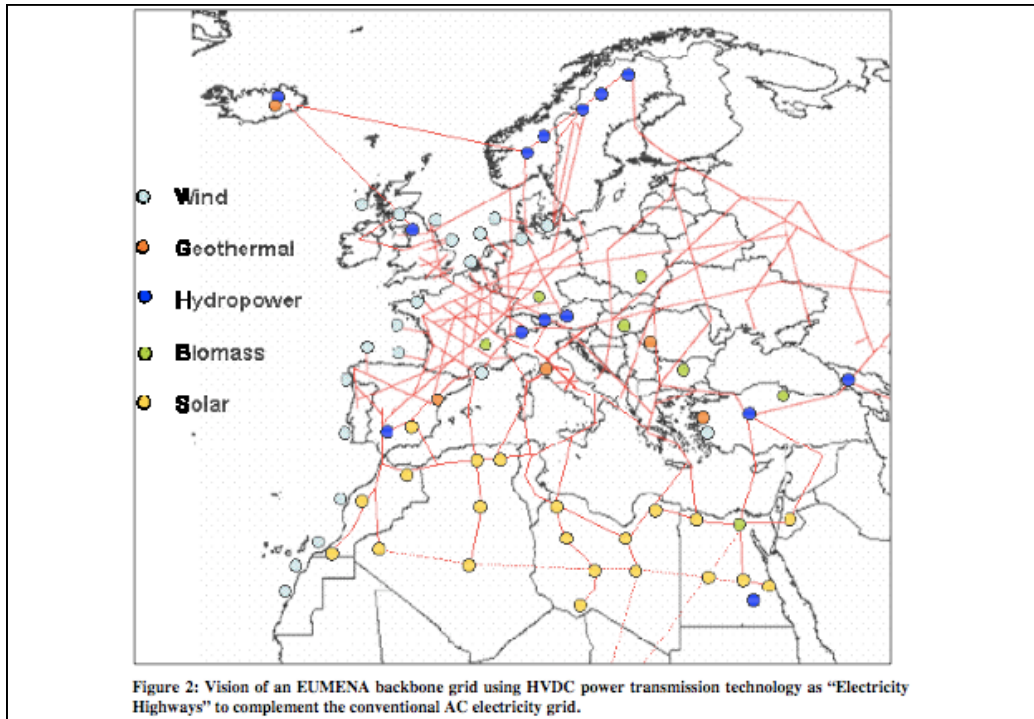 Wind
Geothermal
Hydropower
Biomass
Solar
Figure 2: Vision of an EUMENA backbone grid using HVDC power transmission technology as “Electricity
Highways” to complement the conventional AC electricity grid.